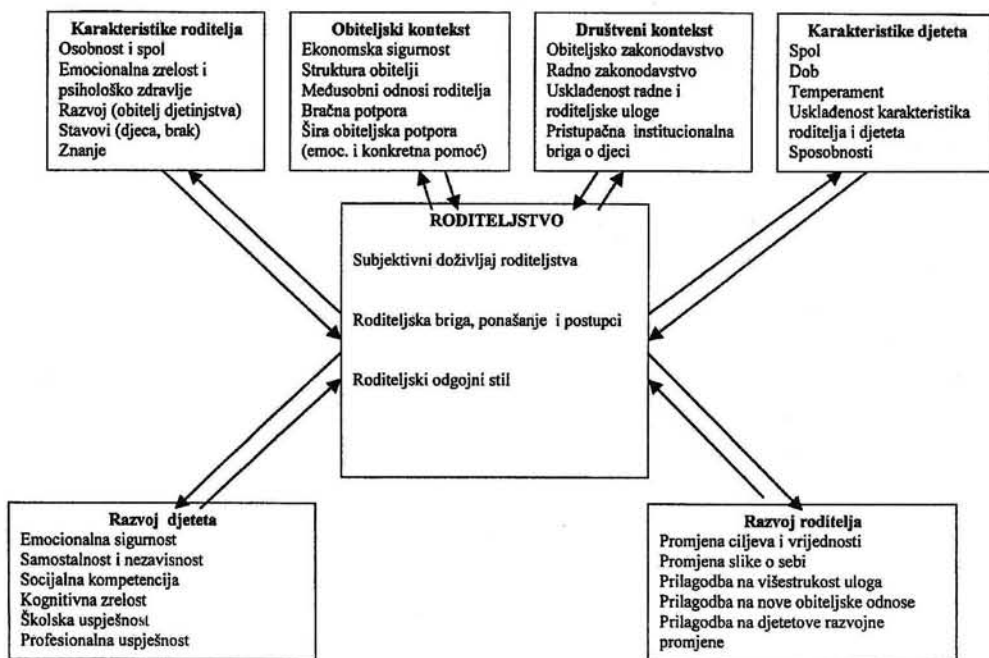 Karakteristike roditelja
Osobnost i spol
Emocionalna zrelost i
psihološko zdravlje
Razvoj (obitelj djetinjstva)
Stavovi (djeca, brak)
Znanje
Obiteljski kontekst
Ekonomska sigurnost
Struktura obitelji
Međusobni odnosi roditelja
Bračna potpora
Šira obiteljska potpora
(emoc. i konkretna pomoć)
Društveni kontekst
Obiteljsko zakonodavstvo
Radno zakonodavstvo
Usklađenost radne i
roditeljske uloge
Pristupačna institucionalna
briga o djeci
Karakteristike djeteta
Spol
Dob
Temperament
Usklađenost karakteristika
roditelja i djeteta
Sposobnosti
RODITELJSTVO
Subjektivni doživljaj roditeljstva
Roditeljska briga, ponašanje i postupci
Roditeljski odgojni stil
Razvoj djeteta
Emocionalna sigurnost
Samostalnost i nezavisnost
Socijalna kompetencija
Kognitivna zrelost
Školska uspješnost
Profesionalna uspješnost
Razvoj roditelja
Promjena ciljeva i vrijednosti
Promjena slike o sebi
Prilagodba na višestrukost uloga
Prilagodba na nove obiteljske odnose
Prilagodba na djetetove razvojne
promjene